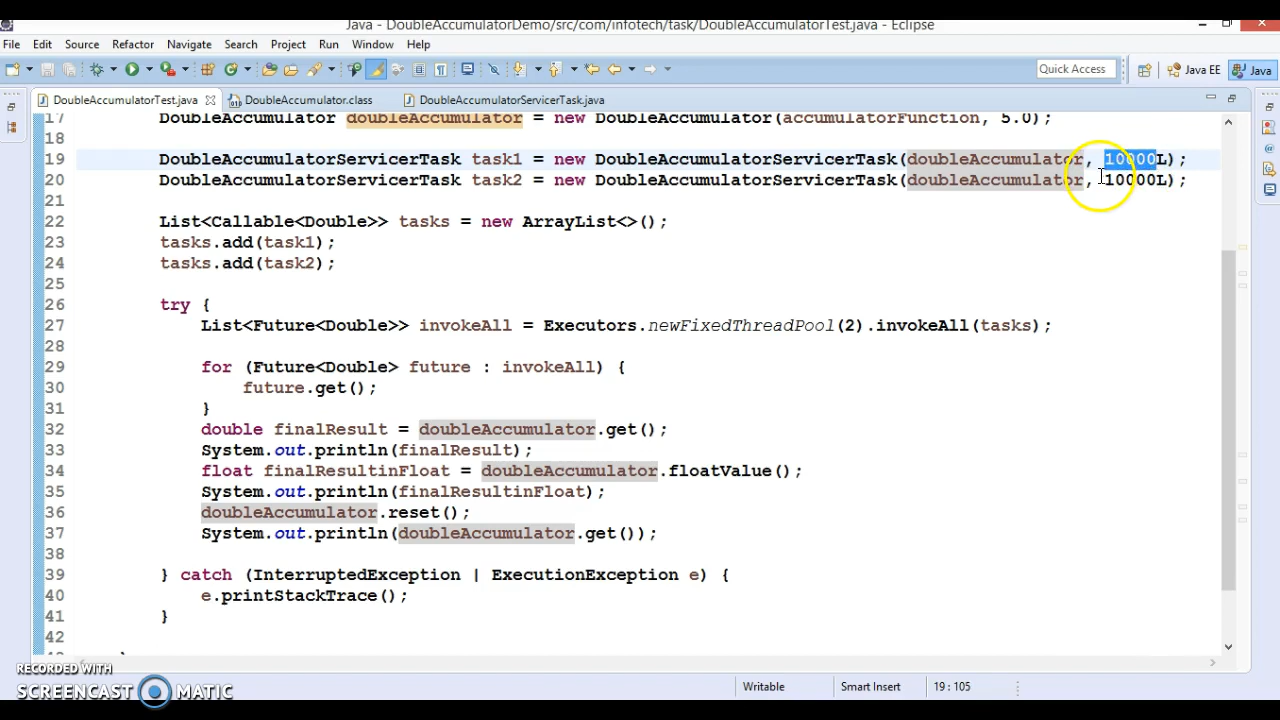 Java - DoubleAccumulatorDemo/src/com/infotech/task/DoubleAccumulatorTest.java - Eclipse
File Edit Source Refactor Navigate Search Project Run Window Help
Quick Access Java EE Java
DoubleAccumulatorTest.java DoubleAccumulator.class DoubleAccumulatorServicerTask.java
17 DoubleAccumulator doubleAccumulator = new DoubleAccumulator(accumulatorFunction, 5.0);
18
19 DoubleAccumulatorServicerTask task1 = new DoubleAccumulatorServicerTask(doubleAccumulator, 10000L);
20 DoubleAccumulatorServicerTask task2 = new DoubleAccumulatorServicerTask(doubleAccumulator, 10000L);
21
22 List<Callable<Double>> tasks = new ArrayList<>();
23 tasks.add(task1);
24 tasks.add(task2);
25
26 try {
27 List<Future<Double>> invokeAll = Executors.newFixedThreadPool(2).invokeAll(tasks);
28
29 for (Future<Double> future : invokeAll) {
30 future.get();
31 }
32 double finalResult = doubleAccumulator.get();
33 System.out.println(finalResult);
34 float finalResultinFloat = doubleAccumulator.floatValue();
35 System.out.println(finalResultinFloat);
36 doubleAccumulator.reset();
37 System.out.println(doubleAccumulator.get());
38
39 } catch (InterruptedException | ExecutionException e) {
40 e.printStackTrace();
41 }
42
RECORDED WITH
SCREENCAST MATIC
Writable Smart Insert 19 : 105